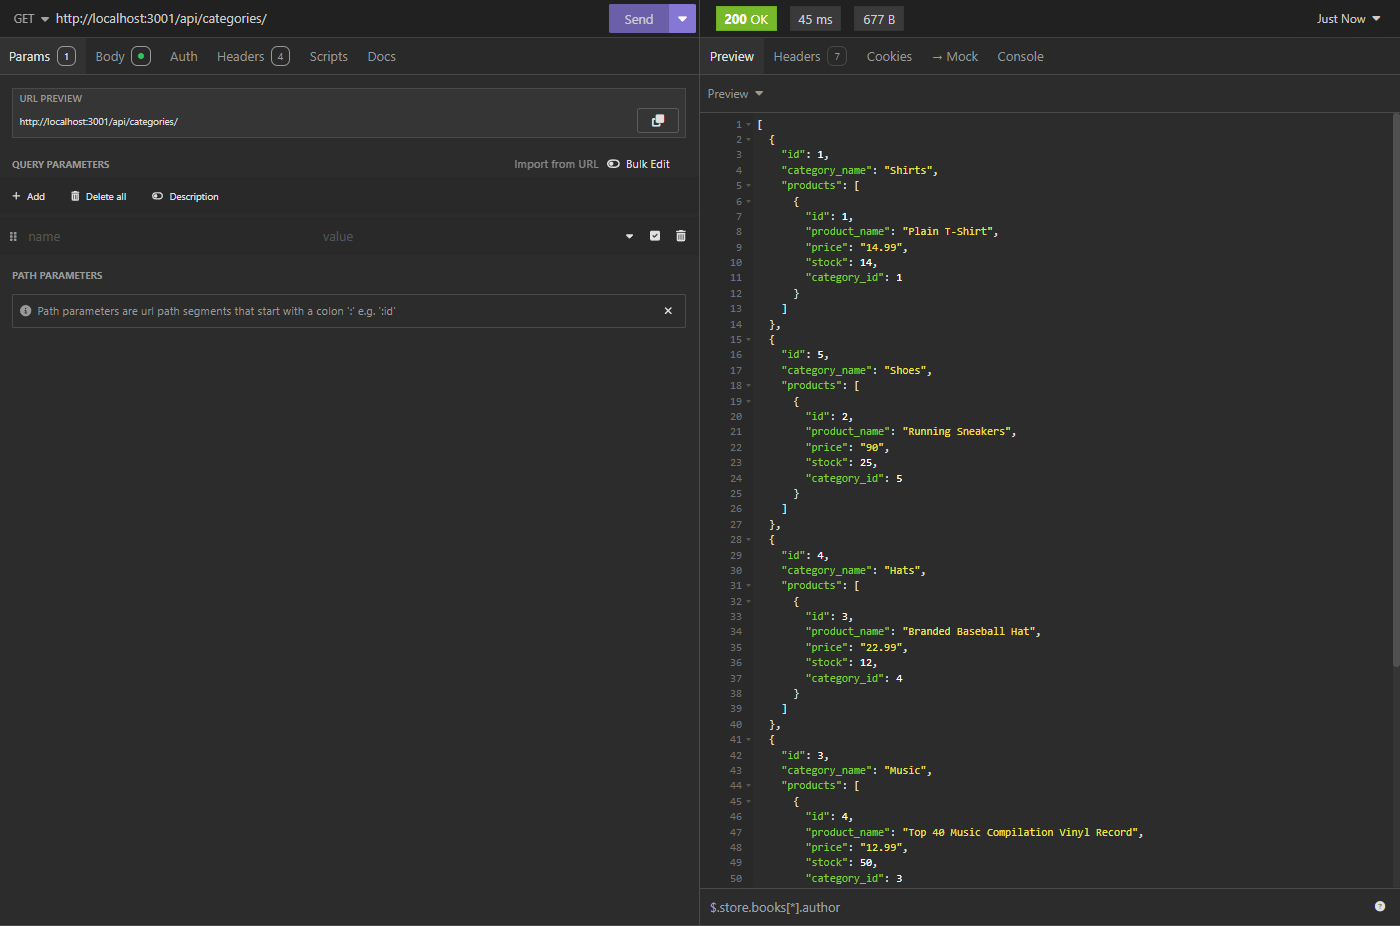 GET http://localhost:3001/api/categories/ Send
Params 1 Body Auth Headers 4 Scripts Docs
URL PREVIEW
http://localhost:3001/api/categories/
QUERY PARAMETERS Import from URL Bulk Edit
+ Add Delete all Description
name value
PATH PARAMETERS
Path parameters are url path segments that start with a colon ':' e.g. ':id'
200 OK 45 ms 677 B Just Now
Preview Headers 7 Cookies → Mock Console
Preview
1 [
2 {
3 "id": 1,
4 "category_name": "Shirts",
5 "products": [
6 {
7 "id": 1,
8 "product_name": "Plain T-Shirt",
9 "price": "14.99",
10 "stock": 14,
11 "category_id": 1
12 }
13 ]
14 },
15 {
16 "id": 5,
17 "category_name": "Shoes",
18 "products": [
19 {
20 "id": 2,
21 "product_name": "Running Sneakers",
22 "price": "90",
23 "stock": 25,
24 "category_id": 5
25 }
26 ]
27 },
28 {
29 "id": 4,
30 "category_name": "Hats",
31 "products": [
32 {
33 "id": 3,
34 "product_name": "Branded Baseball Hat",
35 "price": "22.99",
36 "stock": 12,
37 "category_id": 4
38 }
39 ]
40 },
41 {
42 "id": 3,
43 "category_name": "Music",
44 "products": [
45 {
46 "id": 4,
47 "product_name": "Top 40 Music Compilation Vinyl Record",
48 "price": "12.99",
49 "stock": 50,
50 "category_id": 3
$.store.books[*].author